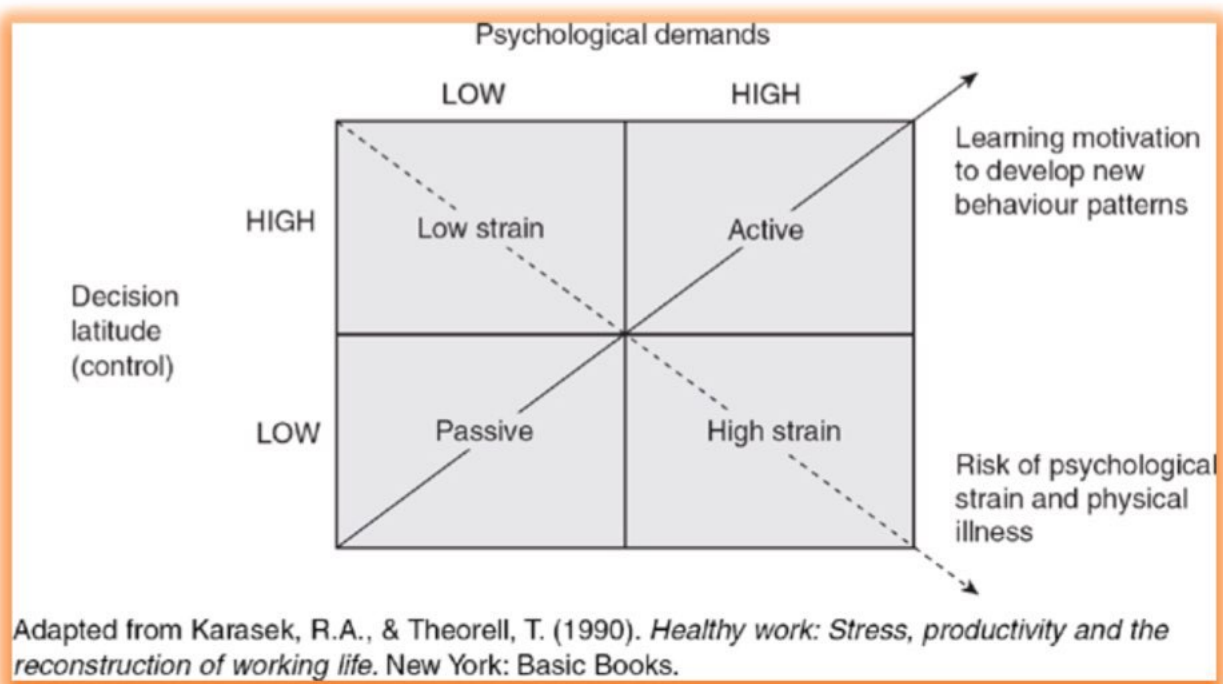 Psychological demands
LOW
HIGH
Learning motivation
to develop new
behaviour patterns
HIGH
Low strain
Active
Decision
latitude
(control)
LOW
Passive
High strain
Risk of psychological
strain and physical
illness
Adapted from Karasek, R.A., & Theorell, T. (1990). Healthy work: Stress, productivity and the
reconstruction of working life. New York: Basic Books.